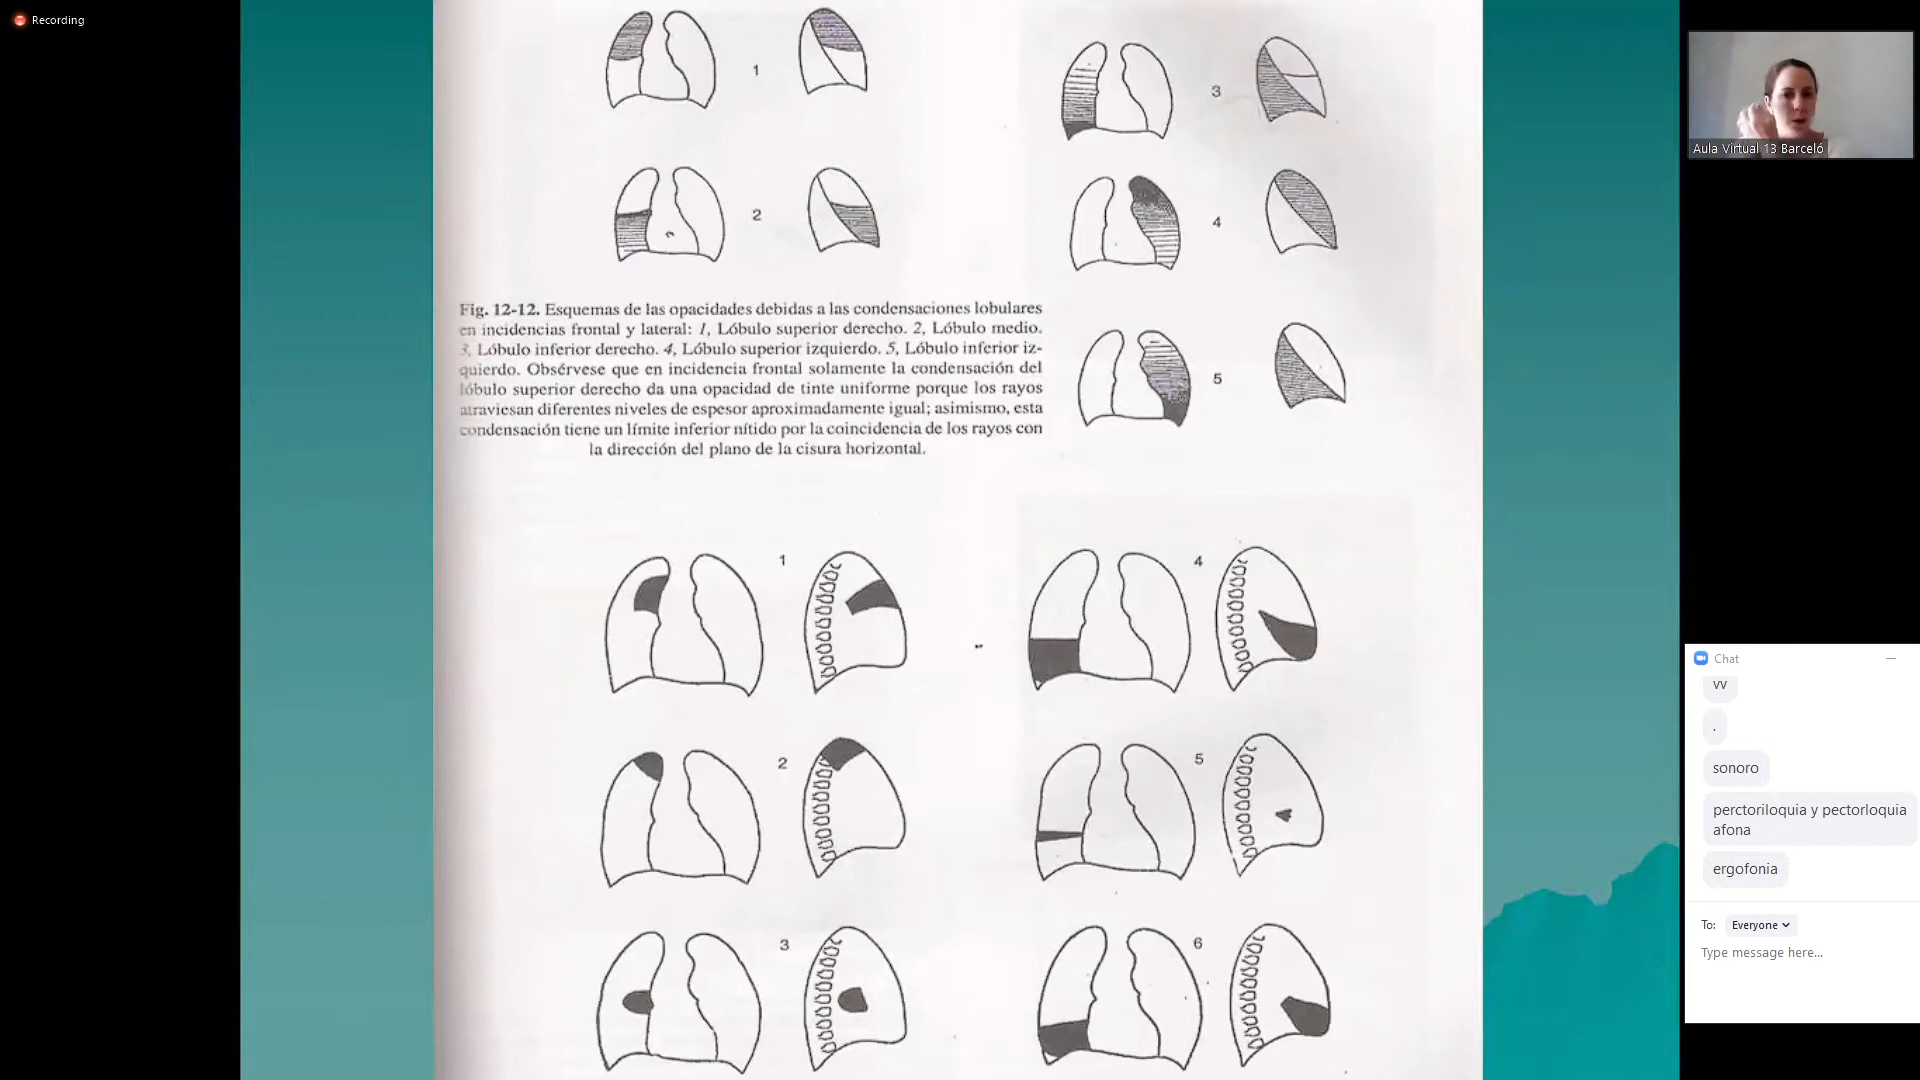 Recording
1
2
3
4
5
Fig. 12-12. Esquemas de las opacidades debidas a las condensaciones lobulares
en incidencias frontal y lateral: 1, Lóbulo superior derecho. 2, Lóbulo medio.
3, Lóbulo inferior derecho. 4, Lóbulo superior izquierdo. 5, Lóbulo inferior iz-
quierdo. Obsérvese que en incidencia frontal solamente la condensación del
lóbulo superior derecho da una opacidad de tinte uniforme porque los rayos
atraviesan diferentes niveles de espesor aproximadamente igual; asimismo, esta
condensación tiene un límite inferior nítido por la coincidencia de los rayos con
la dirección del plano de la cisura horizontal.
1
2
3
4
5
6
Aula Virtual 13 Barceló
Chat
vv
.
sonoro
perctoriloquia y pectorloquia
afona
ergofonia
To: Everyone
Type message here...